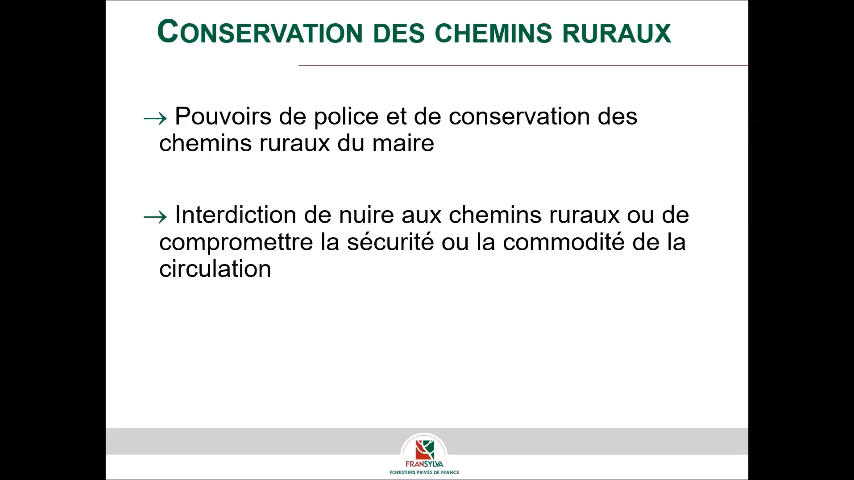 CONSERVATION DES CHEMINS RURAUX
→ Pouvoirs de police et de conservation des
chemins ruraux du maire
→ Interdiction de nuire aux chemins ruraux ou de
compromettre la sécurité ou la commodité de la
circulation
FRANSYLVA
FORESTIERS PRIVÉS DE FRANCE